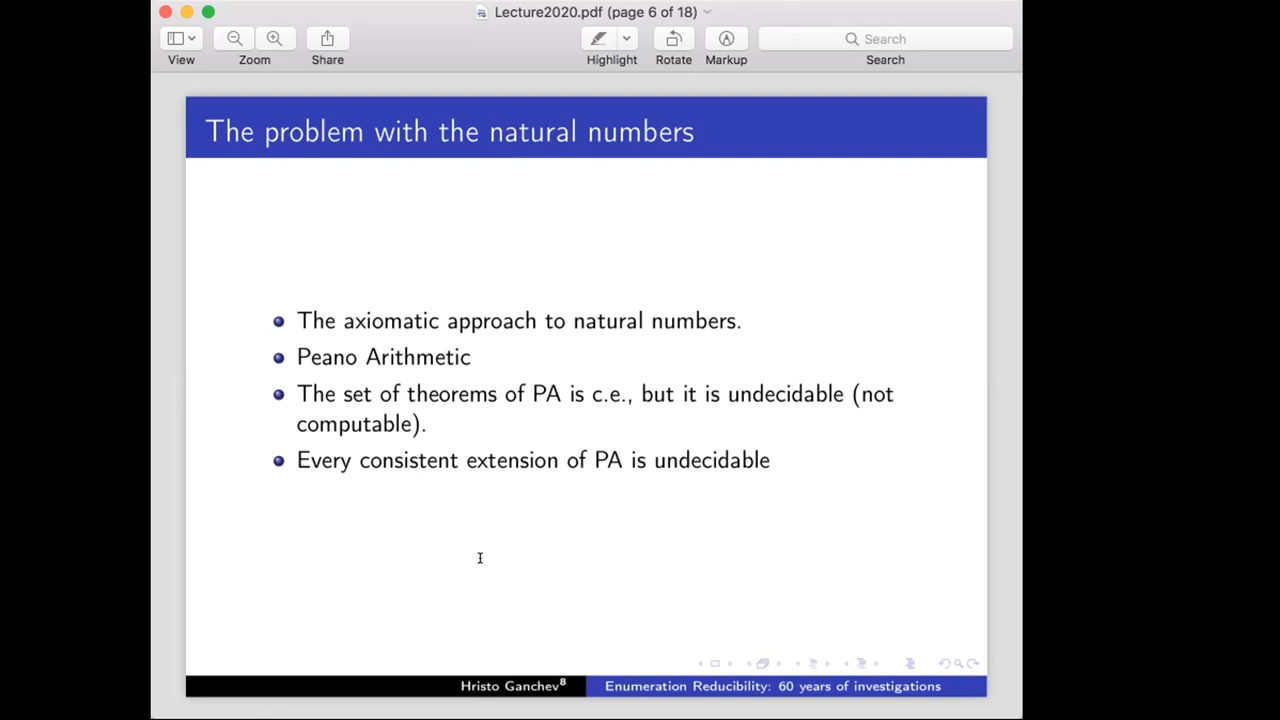 Lecture2020.pdf (page 6 of 18)
View
Zoom
Share
Highlight
Rotate
Markup
Search
Search
The problem with the natural numbers
The axiomatic approach to natural numbers.
Peano Arithmetic
The set of theorems of PA is c.e., but it is undecidable (not
computable).
Every consistent extension of PA is undecidable
Hristo Ganchev⁸
Enumeration Reducibility: 60 years of investigations